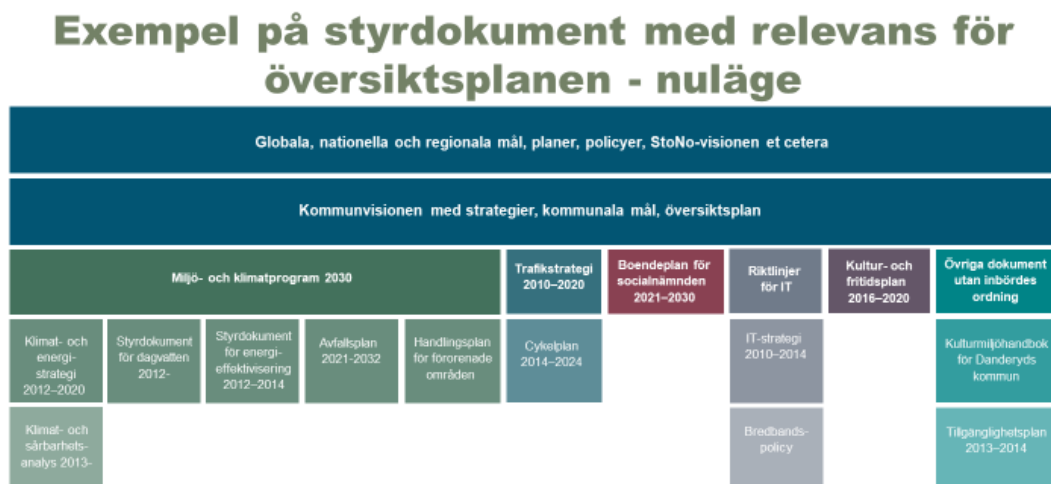 Exempel på styrdokument med relevans för
översiktsplanen - nuläge
Globala, nationella och regionala mål, planer, policyer, StoNo-visionen et cetera
Kommunvisionen med strategier, kommunala mål, översiktsplan
Miljö- och klimatprogram 2030
Trafikstrategi
2010–2020
Boendeplan för
socialnämnden
2021–2030
Riktlinjer
för IT
Kultur- och
fritidsplan
2016–2020
Övriga dokument
utan inbördes
ordning
Klimat- och
energi-
strategi
2012–2020
Styrdokument
för dagvatten
2012-
Styrdokument
för energi-
effektivisering
2012–2014
Avfallsplan
2021-2032
Handlingsplan
för förorenade
områden
Cykelplan
2014–2024
IT-strategi
2010–2014
Kulturmiljöhandbok
för Danderyds
kommun
Klimat- och
sårbarhets-
analys 2013-
Bredbands-
policy
Tillgänglighetsplan
2013–2014